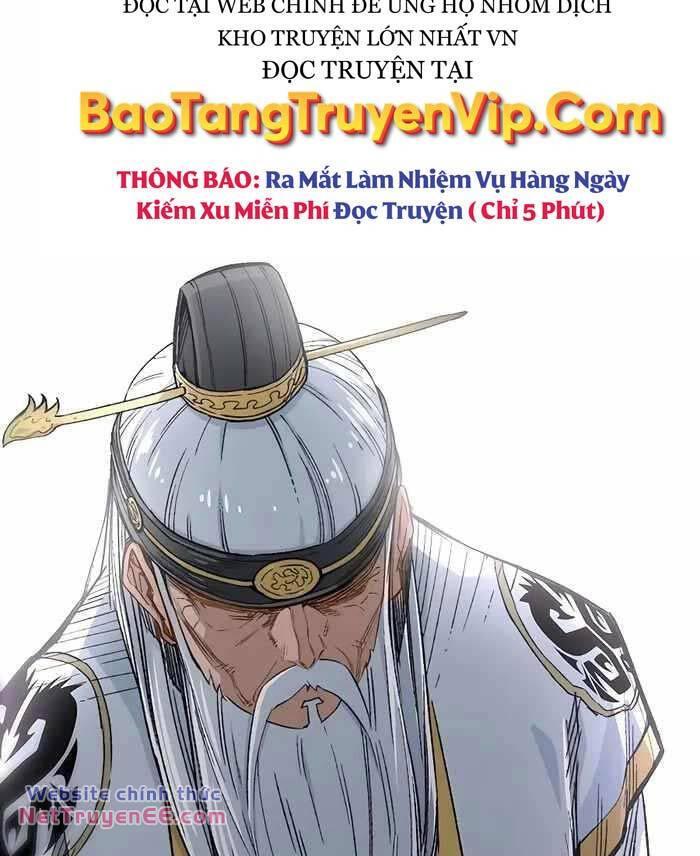 ĐỌC TẠI WEB CHÍNH ĐỂ ỦNG HỘ NHÓM DỊCH
KHO TRUYỆN LỚN NHẤT VN
ĐỌC TRUYỆN TẠI
BaoTangTruyenVip.Com
THÔNG BÁO: Ra Mắt Làm Nhiệm Vụ Hàng Ngày
Kiếm Xu Miễn Phí Đọc Truyện ( Chỉ 5 Phút)
Website chính thức
NetTruyenEE.com